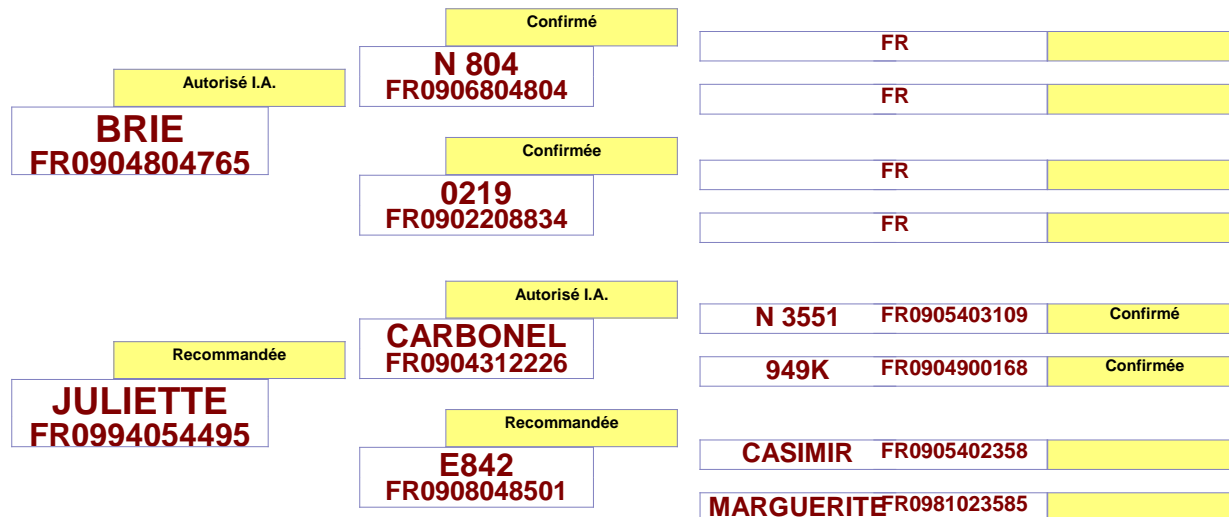 Confirmé
N 804
FR0906804804
FR
Autorisé I.A.
FR
BRIE
FR0904804765
Confirmée
0219
FR0902208834
FR
FR
Autorisé I.A.
CARBONEL
FR0904312226
N 3551 FR0905403109 Confirmé
Recommandée
949K FR0904900168 Confirmée
JULIETTE
FR0994054495
Recommandée
E842
FR0908048501
CASIMIR FR0905402358
MARGUERITE FR0981023585